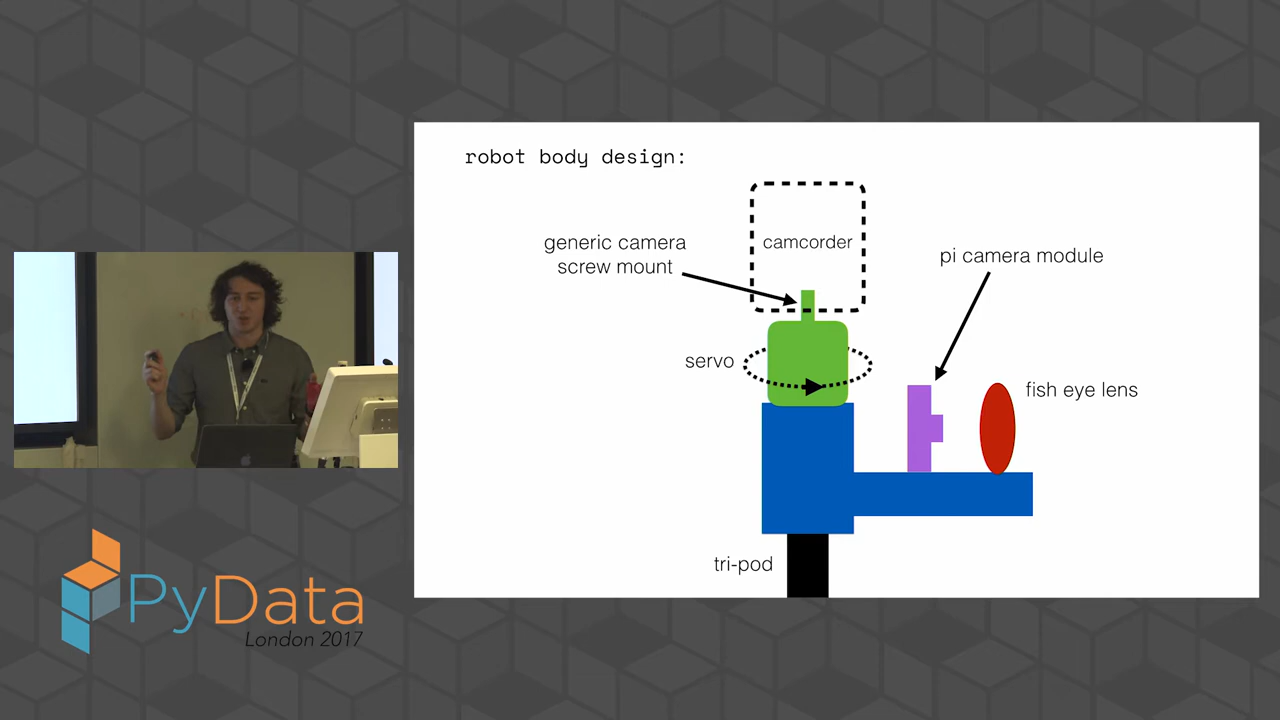 robot body design:
camcorder
generic camera
screw mount
pi camera module
servo
fish eye lens
tri-pod
PyData
London 2017